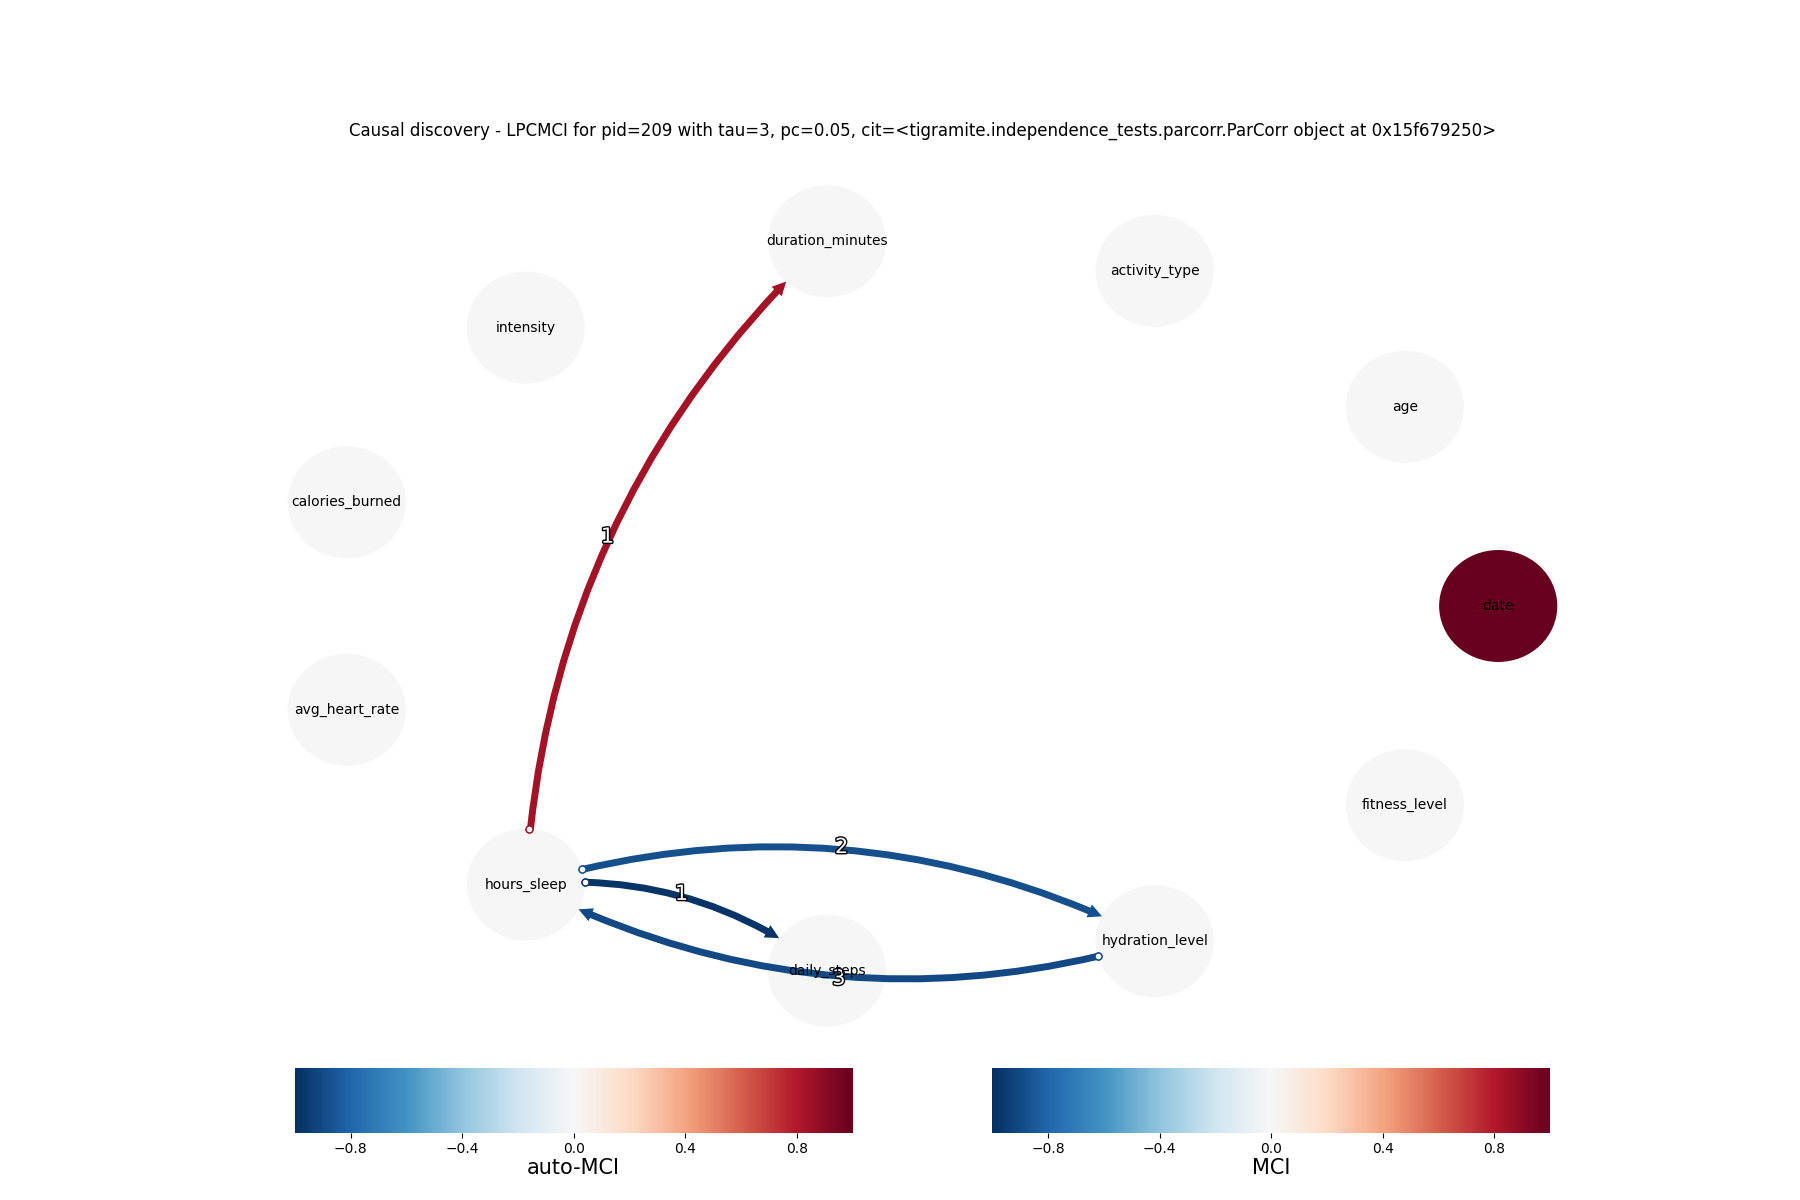 Causal discovery - LPCMCI for pid=209 with tau=3, pc=0.05, cit=<tigramite.independence_tests.parcorr.ParCorr object at 0x15f679250>
duration_minutes
activity_type
intensity
age
calories_burned
1
date
avg_heart_rate
fitness_level
2
hours_sleep
1
hydration_level
daily_steps
3
−0.8 −0.4 0.0 0.4 0.8
auto-MCI
−0.8 −0.4 0.0 0.4 0.8
MCI